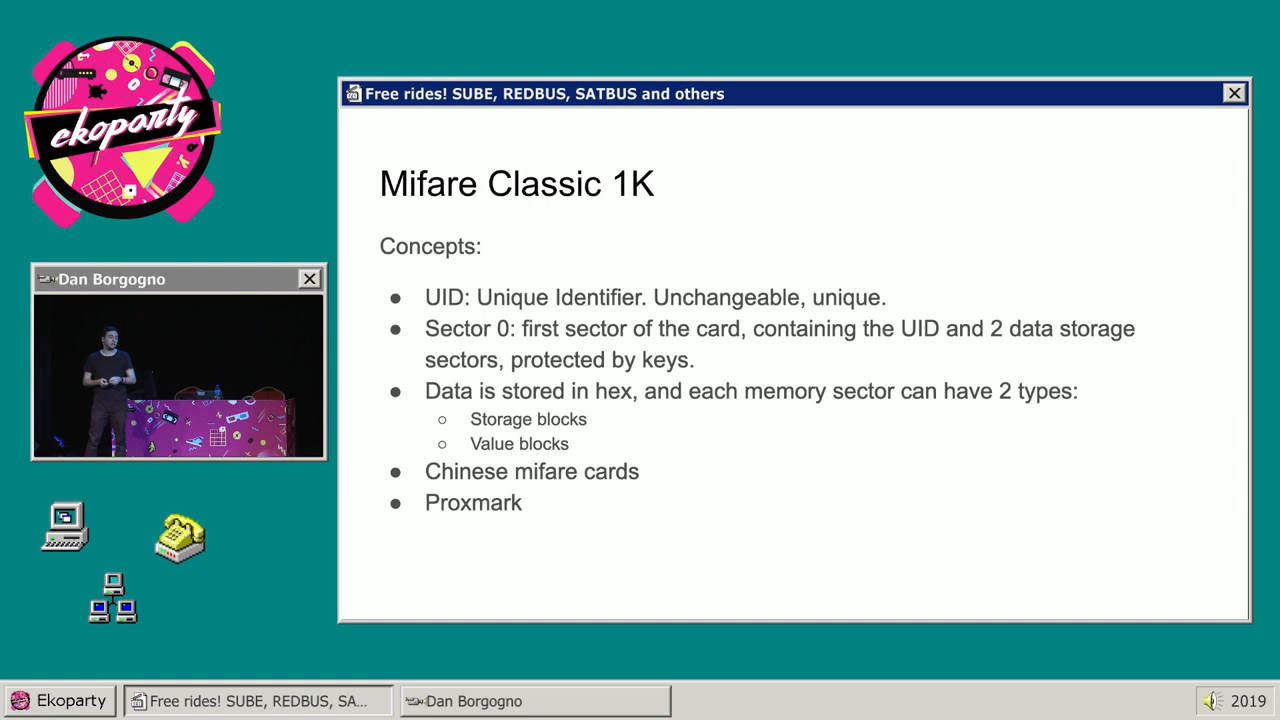 ekoparty
Free rides! SUBE, REDBUS, SATBUS and others
Mifare Classic 1K
Concepts:
● UID: Unique Identifier. Unchangeable, unique.
● Sector 0: first sector of the card, containing the UID and 2 data storage
sectors, protected by keys.
● Data is stored in hex, and each memory sector can have 2 types:
○ Storage blocks
○ Value blocks
● Chinese mifare cards
● Proxmark
Dan Borgogno
Ekoparty
Free rides! SUBE, REDBUS, SA...
Dan Borgogno
2019